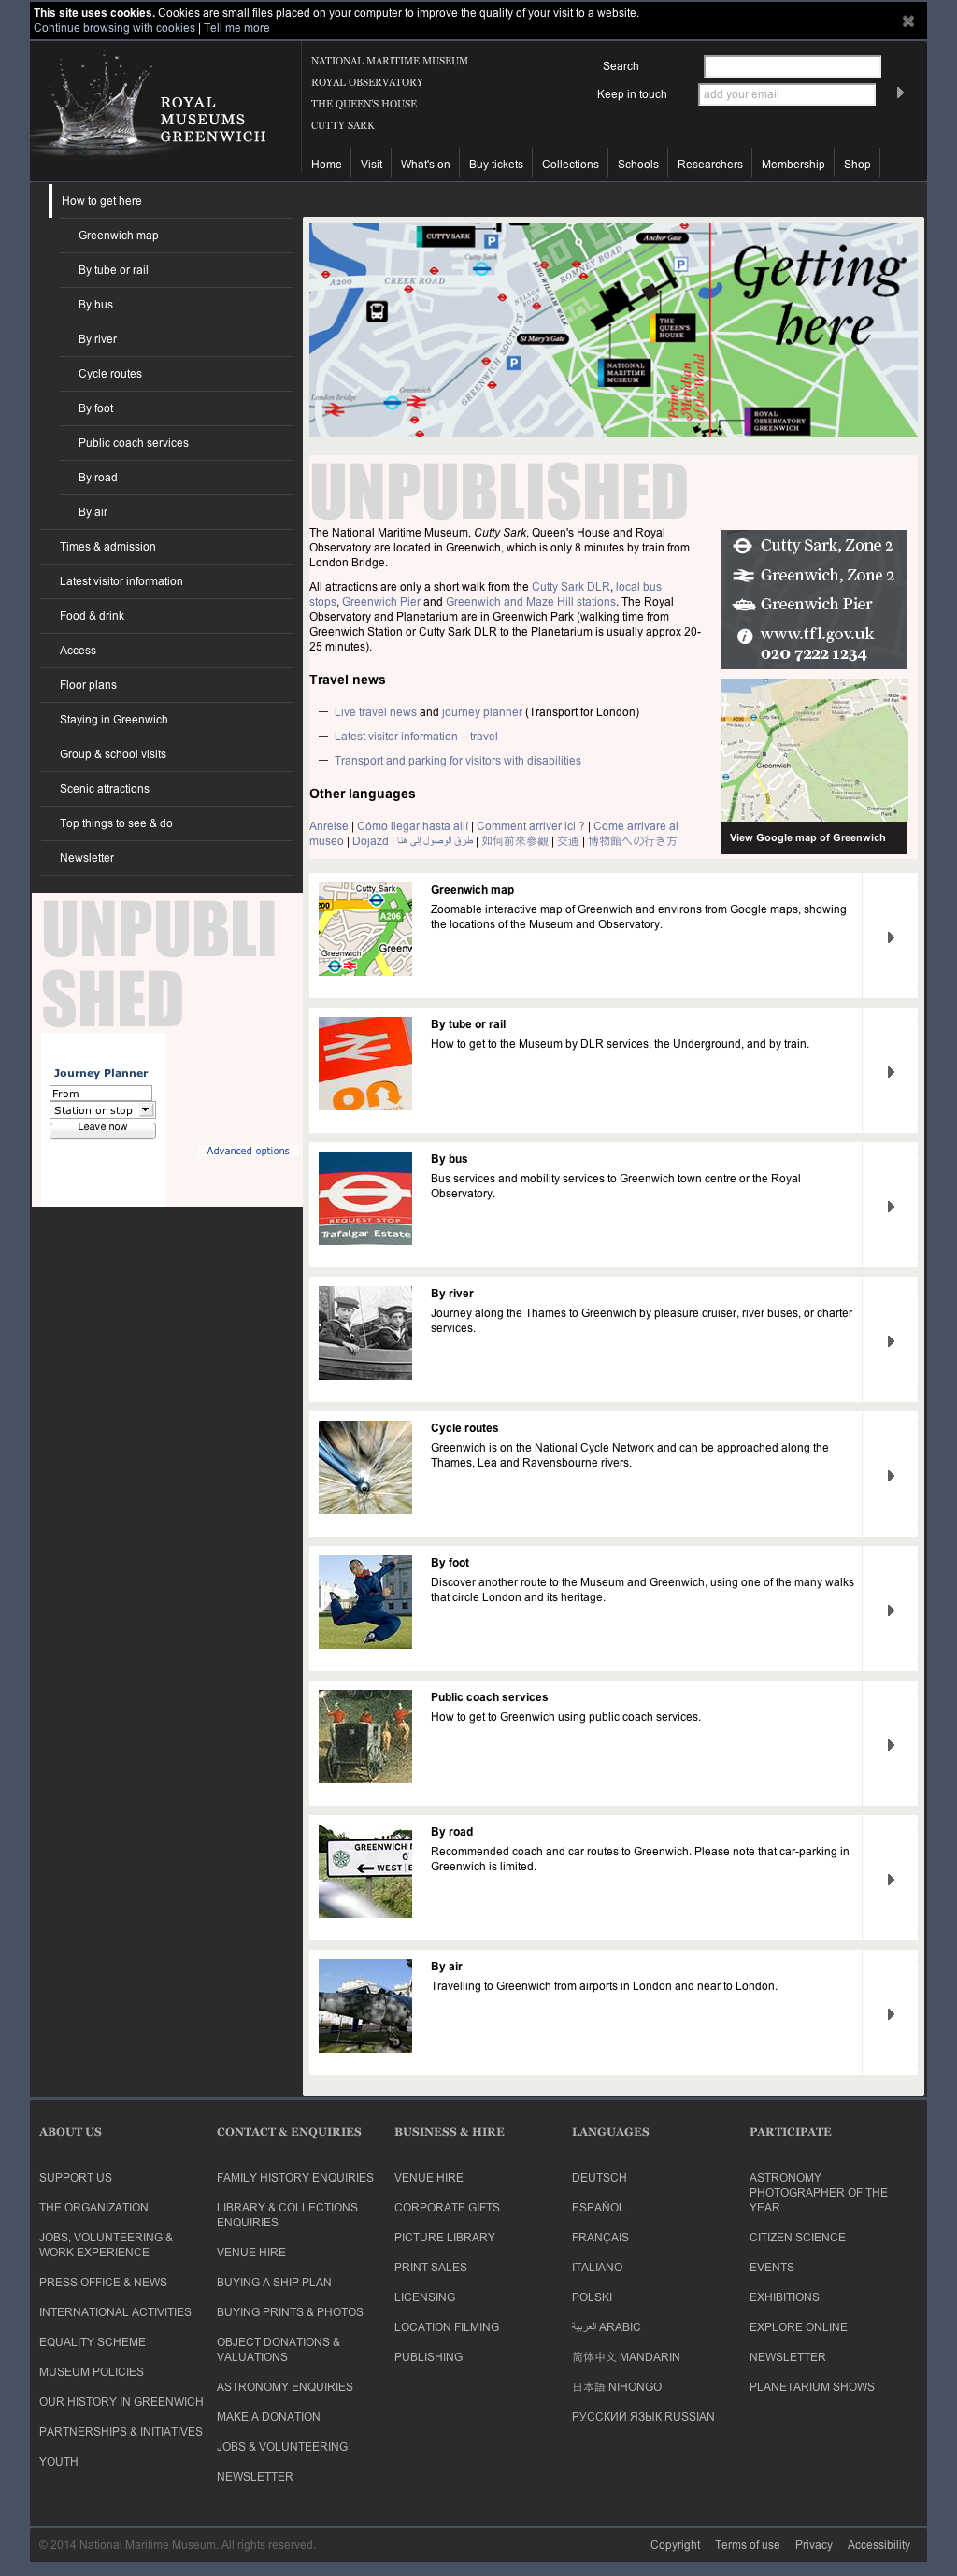 This site uses cookies. Cookies are small files placed on your computer to improve the quality of your visit to a website.
Continue browsing with cookies | Tell me more
ROYAL
MUSEUMS
GREENWICH
NATIONAL MARITIME MUSEUM
ROYAL OBSERVATORY
THE QUEEN'S HOUSE
CUTTY SARK
Search
Keep in touch add your email
Home Visit What's on Buy tickets Collections Schools Researchers Membership Shop
How to get here
Greenwich map
By tube or rail
By bus
By river
Cycle routes
By foot
Public coach services
By road
By air
Times & admission
Latest visitor information
Food & drink
Access
Floor plans
Staying in Greenwich
Group & school visits
Scenic attractions
Top things to see & do
Newsletter
UNPUBLI
SHED
Journey Planner
From
Station or stop
Leave now
Advanced options
CUTTY SARK
Cutty Sark
A200
CREEK ROAD
Anchor Gate
ROMNEY ROAD
KING WILLIAM WALK
NELSON ROAD
St Mary's Gate
GREENWICH SOUTH ST
THE QUEEN'S HOUSE
NATIONAL MARITIME MUSEUM
London Bridge
Greenwich
Prime Meridian of the World
ROYAL OBSERVATORY GREENWICH
Getting
here
UNPUBLISHED
The National Maritime Museum, Cutty Sark, Queen's House and Royal
Observatory are located in Greenwich, which is only 8 minutes by train from
London Bridge.
All attractions are only a short walk from the Cutty Sark DLR, local bus
stops, Greenwich Pier and Greenwich and Maze Hill stations. The Royal
Observatory and Planetarium are in Greenwich Park (walking time from
Greenwich Station or Cutty Sark DLR to the Planetarium is usually approx 20-
25 minutes).
Travel news
Live travel news and journey planner (Transport for London)
Latest visitor information – travel
Transport and parking for visitors with disabilities
Other languages
Anreise | Cómo llegar hasta allí | Comment arriver ici ? | Come arrivare al
museo | Dojazd | طرق الوصول إلى هنا | 如何前來參觀 | 交通 | 博物館への行き方
Cutty Sark, Zone 2
Greenwich, Zone 2
Greenwich Pier
www.tfl.gov.uk
020 7222 1234
Greenwich
View Google map of Greenwich
Cutty Sark
200
A206
Greenwich
Greenw
Greenwich map
Zoomable interactive map of Greenwich and environs from Google maps, showing
the locations of the Museum and Observatory.
By tube or rail
How to get to the Museum by DLR services, the Underground, and by train.
REQUEST STOP
Trafalgar Estate
By bus
Bus services and mobility services to Greenwich town centre or the Royal
Observatory.
By river
Journey along the Thames to Greenwich by pleasure cruiser, river buses, or charter
services.
Cycle routes
Greenwich is on the National Cycle Network and can be approached along the
Thames, Lea and Ravensbourne rivers.
By foot
Discover another route to the Museum and Greenwich, using one of the many walks
that circle London and its heritage.
Public coach services
How to get to Greenwich using public coach services.
GREENWICH M
0°
WEST E
By road
Recommended coach and car routes to Greenwich. Please note that car-parking in
Greenwich is limited.
By air
Travelling to Greenwich from airports in London and near to London.
ABOUT US
SUPPORT US
THE ORGANIZATION
JOBS, VOLUNTEERING &
WORK EXPERIENCE
PRESS OFFICE & NEWS
INTERNATIONAL ACTIVITIES
EQUALITY SCHEME
MUSEUM POLICIES
OUR HISTORY IN GREENWICH
PARTNERSHIPS & INITIATIVES
YOUTH
CONTACT & ENQUIRIES
FAMILY HISTORY ENQUIRIES
LIBRARY & COLLECTIONS
ENQUIRIES
VENUE HIRE
BUYING A SHIP PLAN
BUYING PRINTS & PHOTOS
OBJECT DONATIONS &
VALUATIONS
ASTRONOMY ENQUIRIES
MAKE A DONATION
JOBS & VOLUNTEERING
NEWSLETTER
BUSINESS & HIRE
VENUE HIRE
CORPORATE GIFTS
PICTURE LIBRARY
PRINT SALES
LICENSING
LOCATION FILMING
PUBLISHING
LANGUAGES
DEUTSCH
ESPAÑOL
FRANÇAIS
ITALIANO
POLSKI
العربية ARABIC
简体中文 MANDARIN
日本語 NIHONGO
РУССКИЙ ЯЗЫК RUSSIAN
PARTICIPATE
ASTRONOMY
PHOTOGRAPHER OF THE
YEAR
CITIZEN SCIENCE
EVENTS
EXHIBITIONS
EXPLORE ONLINE
NEWSLETTER
PLANETARIUM SHOWS
© 2014 National Maritime Museum. All rights reserved.
Copyright Terms of use Privacy Accessibility